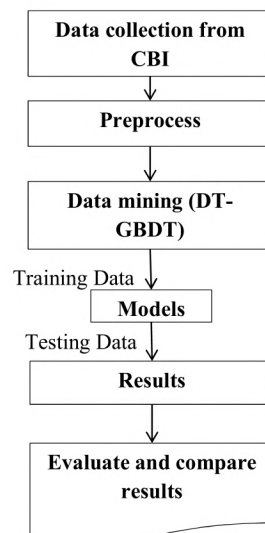 Data collection from
CBI
Preprocess
Data mining (DT-
GBDT)
Training Data
Models
Testing Data
Results
Evaluate and compare
results